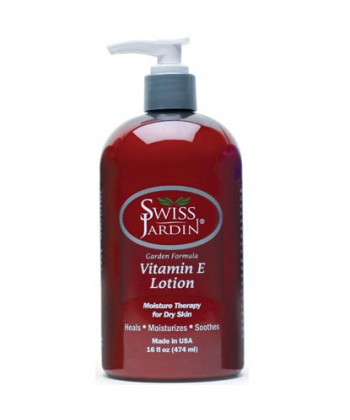 SWISS
JARDIN®
Garden Formula
Vitamin E
Lotion
Moisture Therapy
for Dry Skin
Heals • Moisturizes • Soothes
Made in USA
16 fl oz (474 ml)